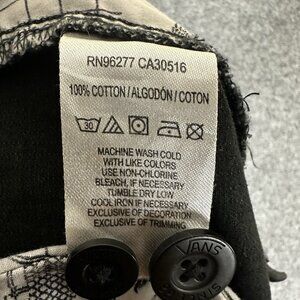 RN96277 CA30516
100% COTTON / ALGODÓN / COTON
30
MACHINE WASH COLD
WITH LIKE COLORS
USE NON-CHLORINE
BLEACH, IF NECESSARY
TUMBLE DRY LOW
COOL IRON IF NECESSARY
EXCLUSIVE OF DECORATION
EXCLUSIVE OF TRIMMING
VANS